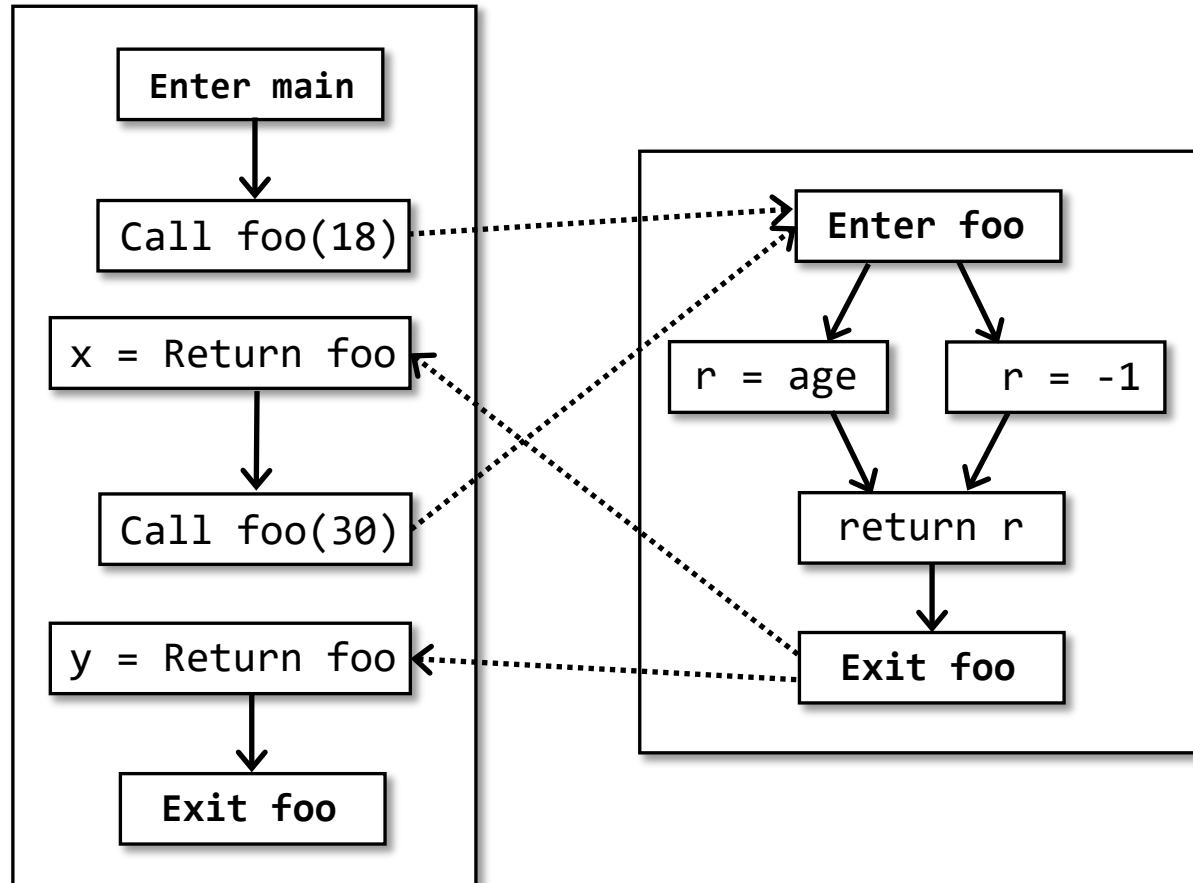 Enter main
Call foo(18)
x = Return foo
Call foo(30)
y = Return foo
Exit foo
Enter foo
r = age
r = -1
return r
Exit foo